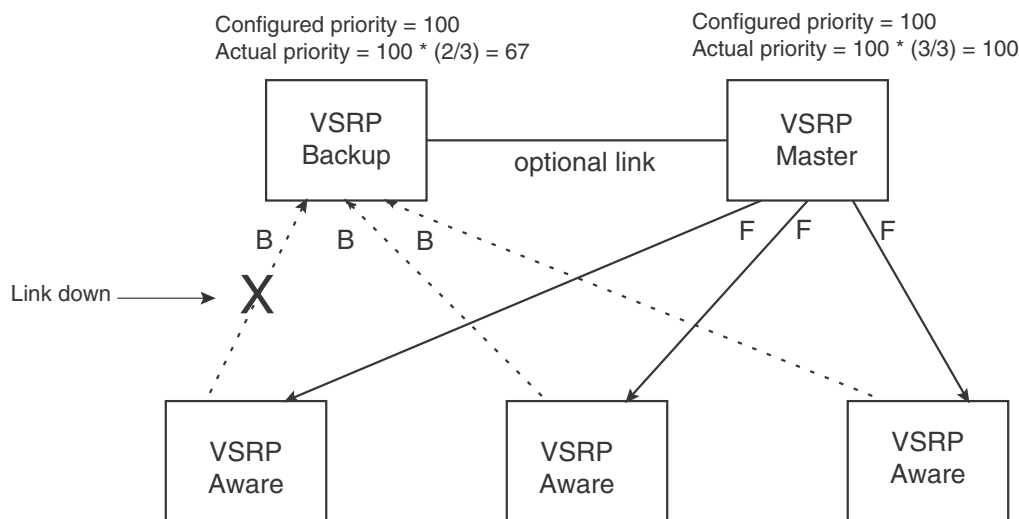 Configured priority = 100
Actual priority = 100 * (2/3) = 67
Configured priority = 100
Actual priority = 100 * (3/3) = 100
VSRP
Backup
optional link
VSRP
Master
B
B
B
F
F
F
Link down
X
VSRP
Aware
VSRP
Aware
VSRP
Aware